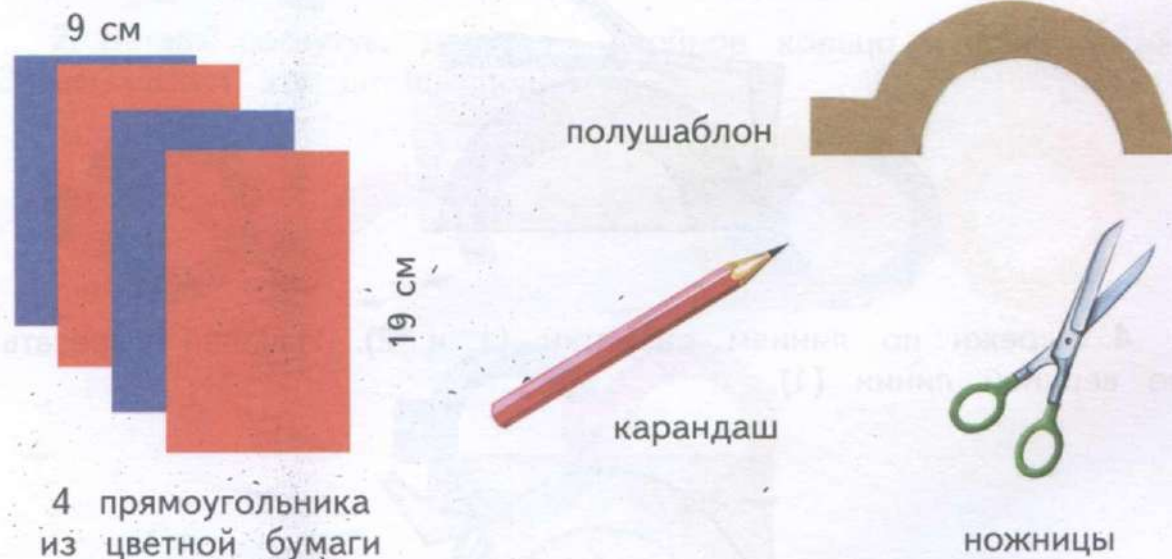 9 см
полушаблон
19 см
карандаш
4 прямоугольника
из цветной бумаги
ножницы